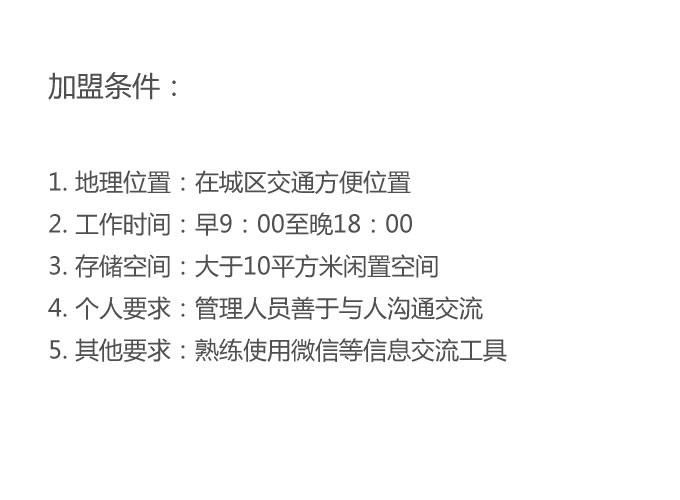 加盟条件：
1. 地理位置：在城区交通方便位置
2. 工作时间：早9：00至晚18：00
3. 存储空间：大于10平方米闲置空间
4. 个人要求：管理人员善于与人沟通交流
5. 其他要求：熟练使用微信等信息交流工具